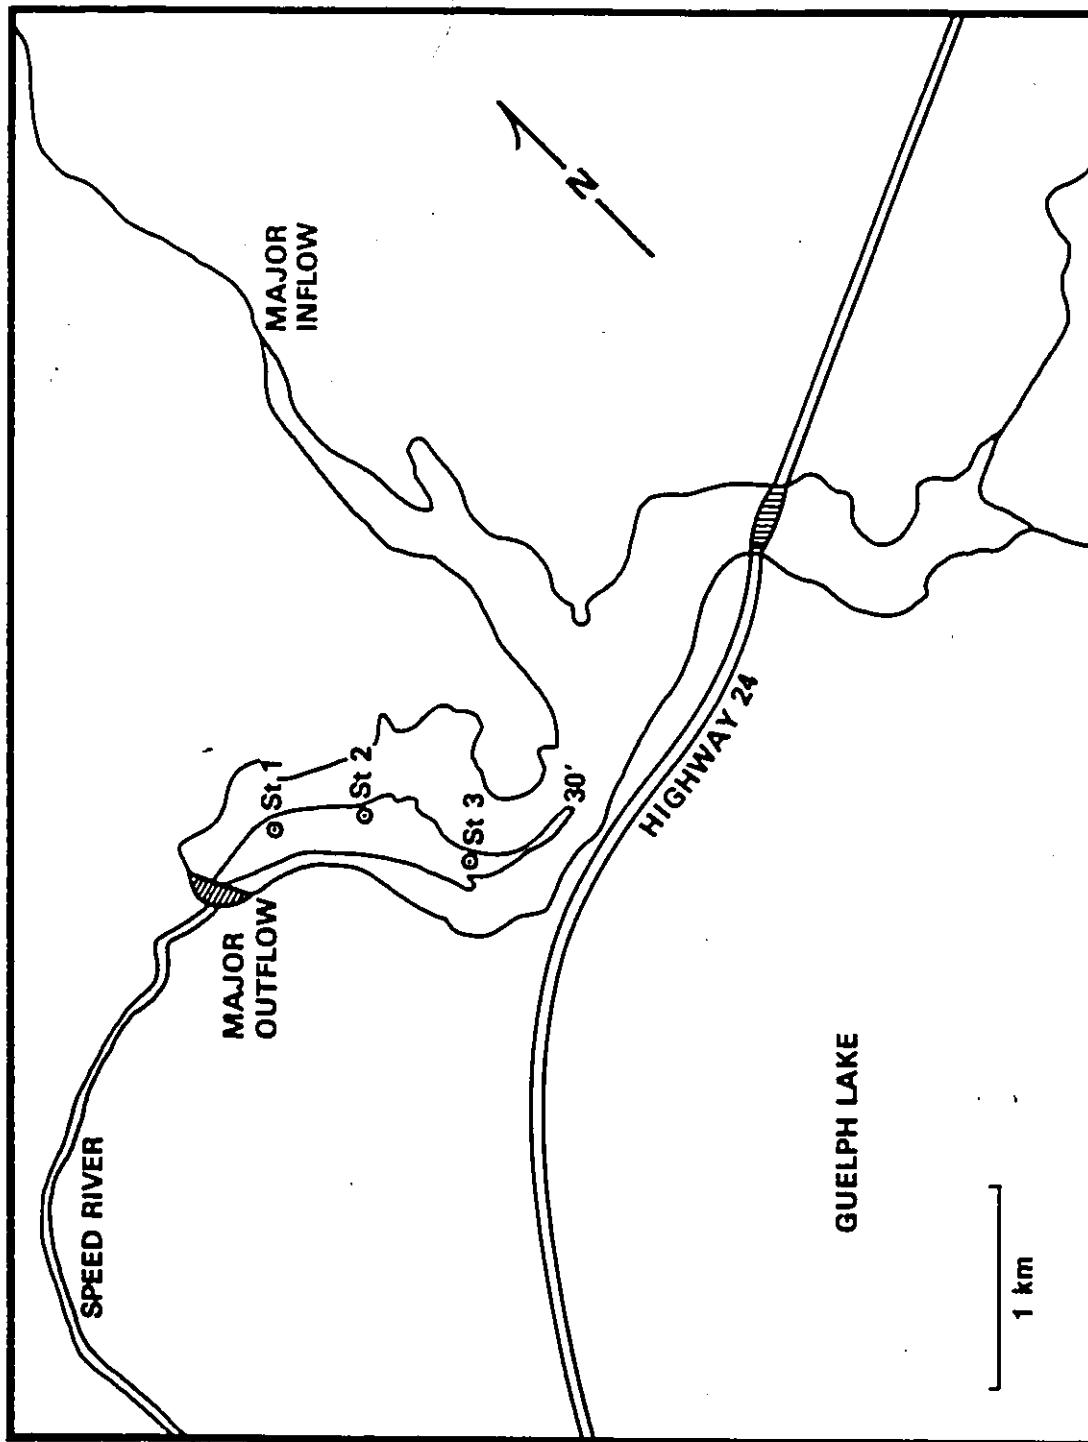 MAJOR
INFLOW
N
St 1
St 2
St 3
30'
HIGHWAY 24
MAJOR
OUTFLOW
SPEED RIVER
GUELPH LAKE
1 km